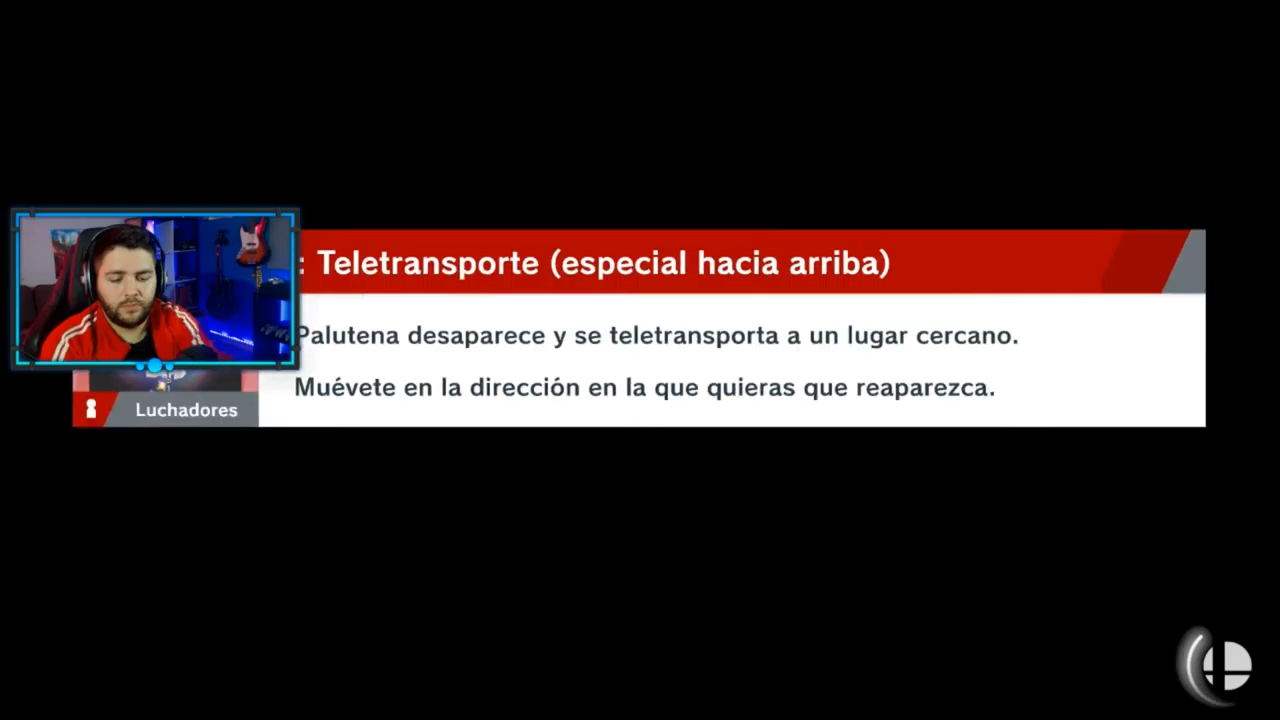 : Teletransporte (especial hacia arriba)
Palutena desaparece y se teletransporta a un lugar cercano.
Muévete en la dirección en la que quieras que reaparezca.
Luchadores